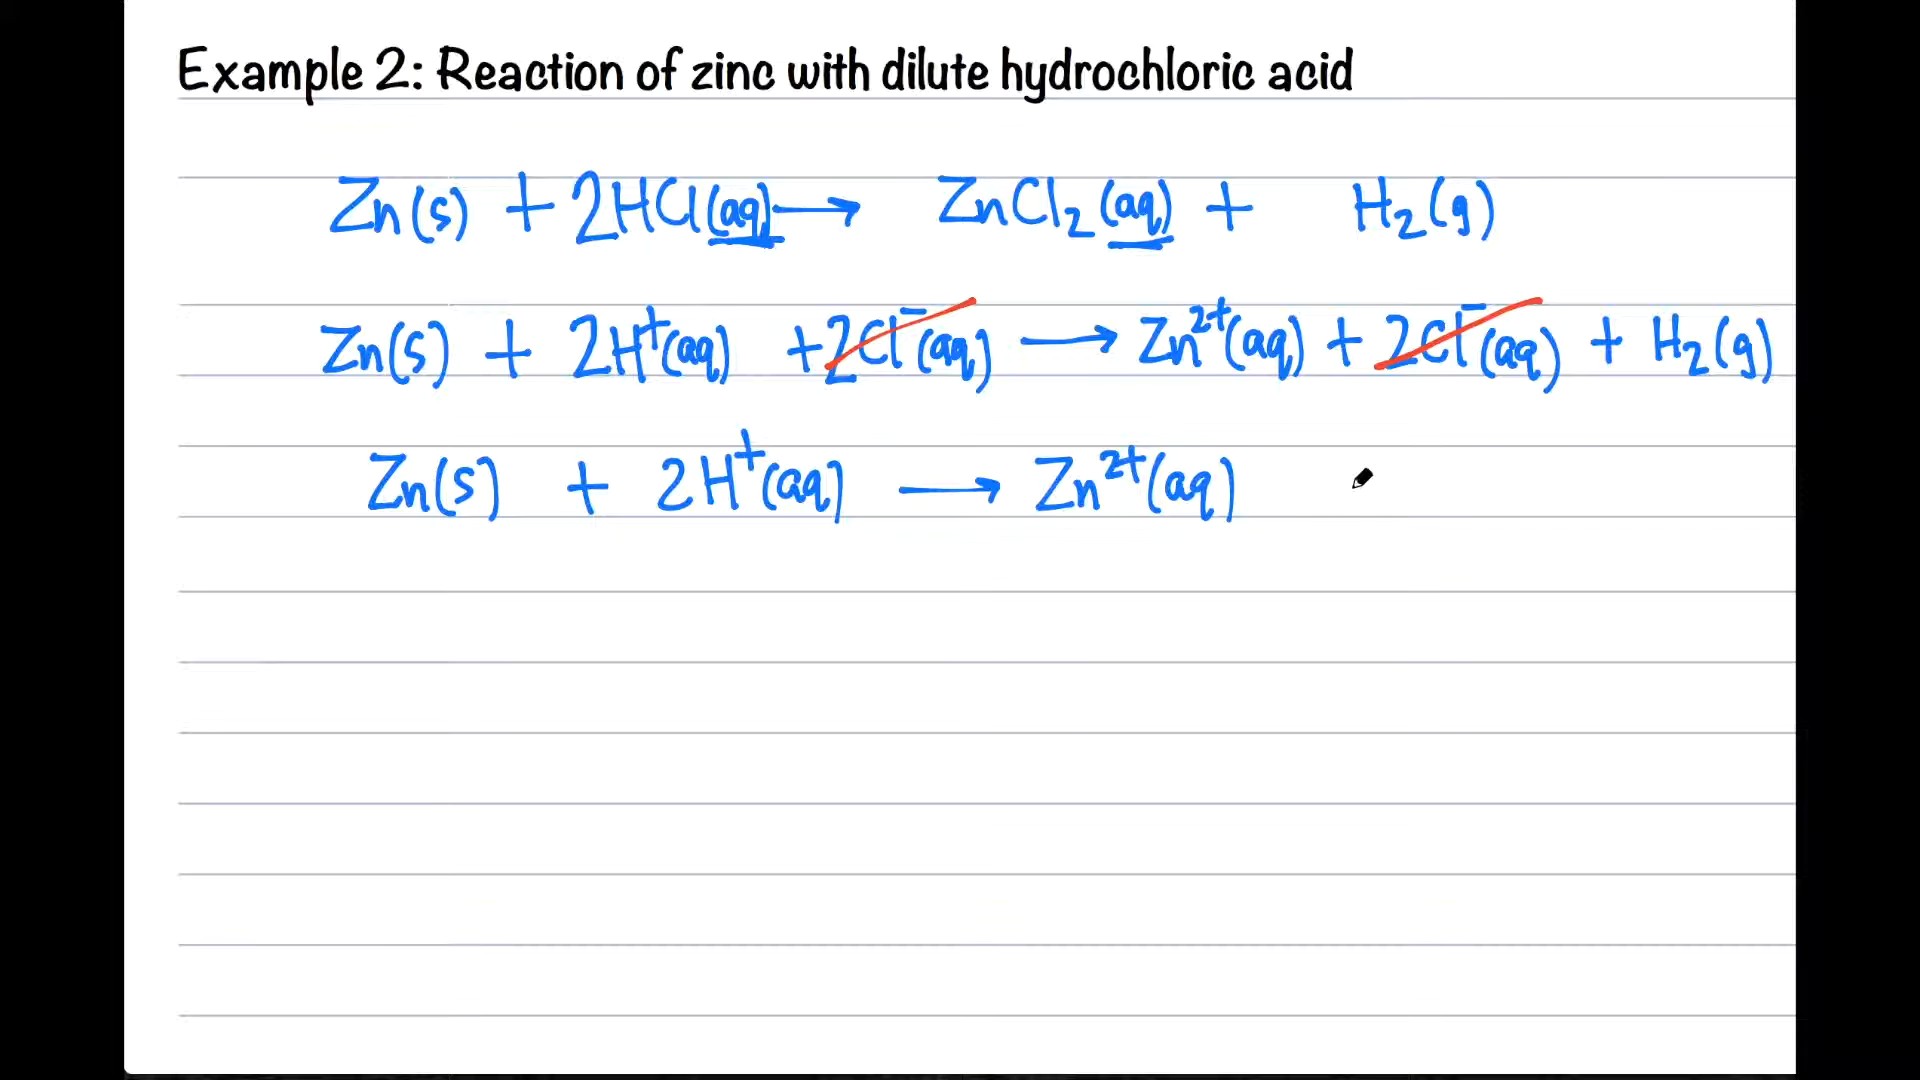 Example 2: Reaction of zinc with dilute hydrochloric acid
Zn(s) + 2HCl(aq) → ZnCl₂(aq) + H₂(g)
Zn(s) + 2H⁺(aq) + 2Cl⁻(aq) → Zn²⁺(aq) + 2Cl⁻(aq) + H₂(g)
Zn(s) + 2H⁺(aq) → Zn²⁺(aq)